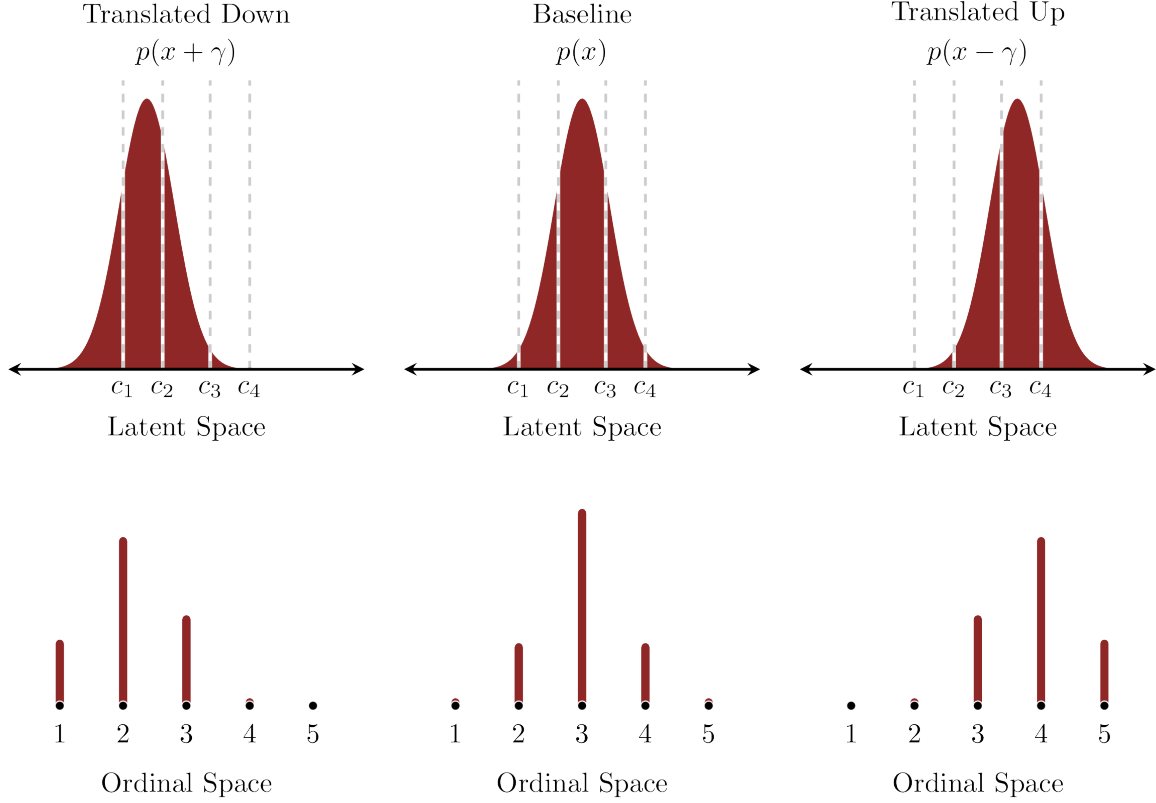 Translated Down
p(x + γ)
c₁ c₂ c₃ c₄
Latent Space
1 2 3 4 5
Ordinal Space
Baseline
p(x)
c₁ c₂ c₃ c₄
Latent Space
1 2 3 4 5
Ordinal Space
Translated Up
p(x − γ)
c₁ c₂ c₃ c₄
Latent Space
1 2 3 4 5
Ordinal Space